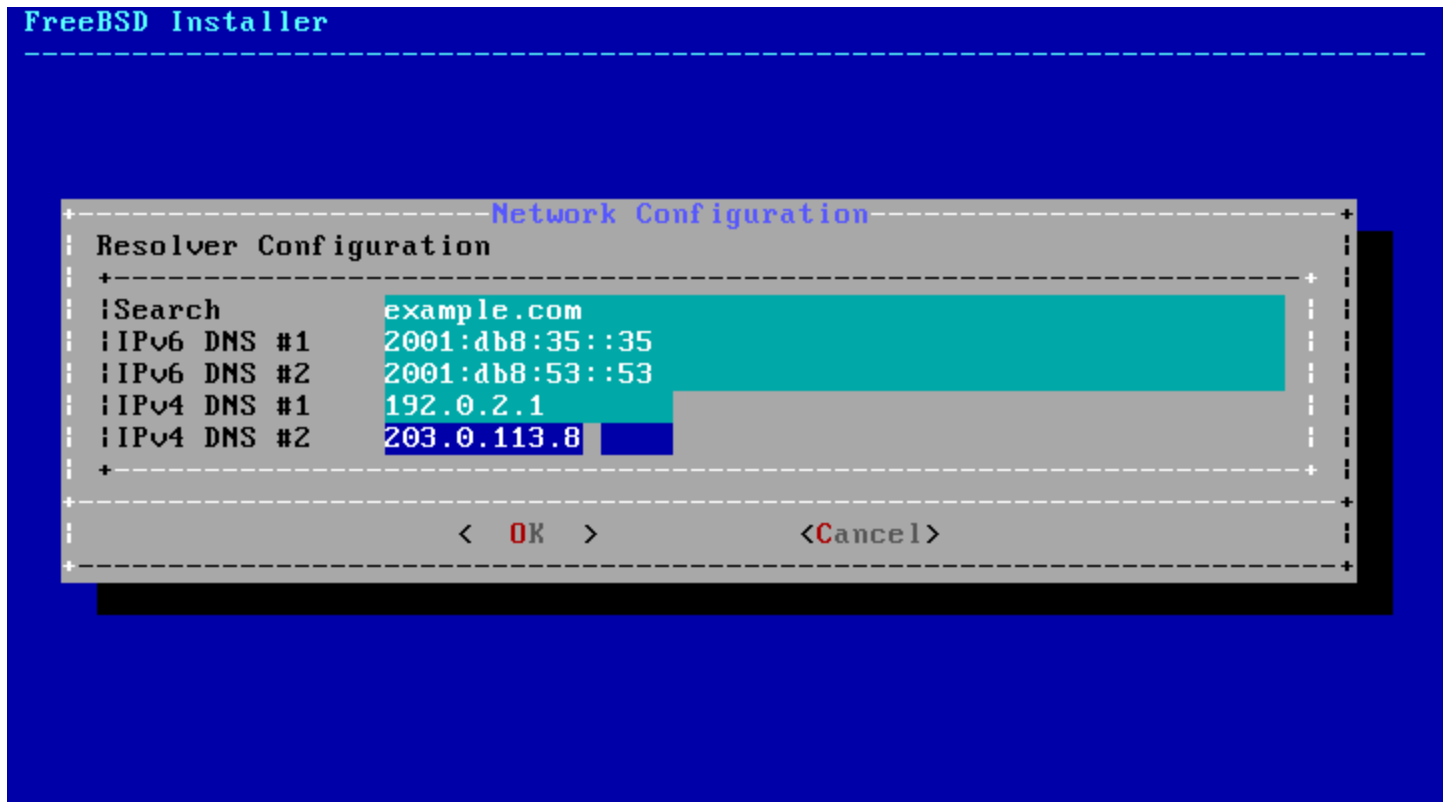 FreeBSD Installer
Network Configuration
Resolver Configuration
Search example.com
IPv6 DNS #1 2001:db8:35::35
IPv6 DNS #2 2001:db8:53::53
IPv4 DNS #1 192.0.2.1
IPv4 DNS #2 203.0.113.8
< OK > <Cancel>